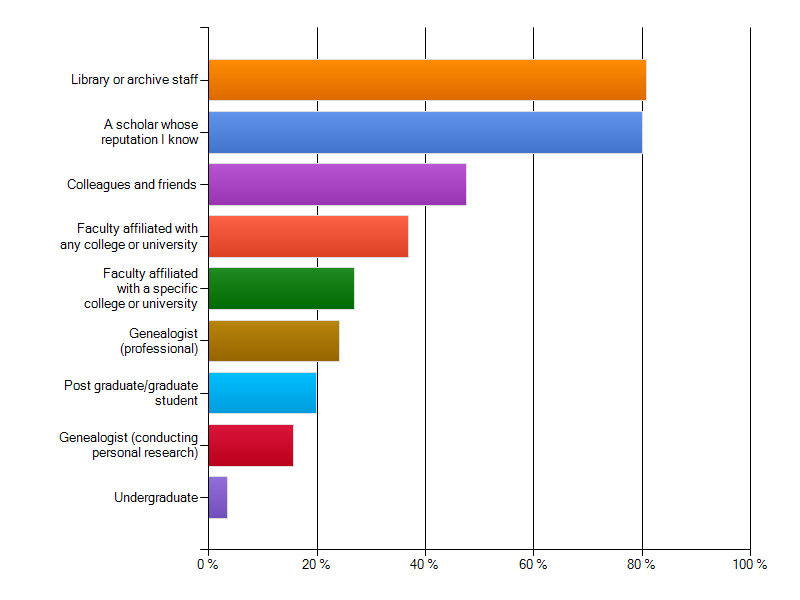 Library or archive staff
A scholar whose
reputation I know
Colleagues and friends
Faculty affiliated with
any college or university
Faculty affiliated
with a specific
college or university
Genealogist
(professional)
Post graduate/graduate
student
Genealogist (conducting
personal research)
Undergraduate
0 % 20 % 40 % 60 % 80 % 100 %